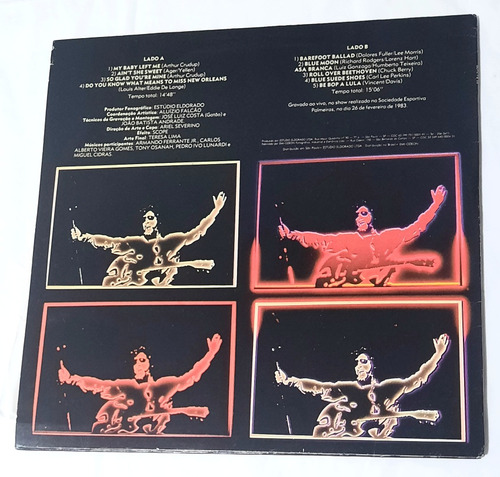 LADO A
1) MY BABY LEFT ME (Arthur Crudup)
2) AIN'T SHE SWEET (Ager/Yellen)
3) SO GLAD YOU'RE MINE (Arthur Crudup)
4) DO YOU KNOW WHAT MEANS TO MISS NEW ORLEANS
(Louis Alter/Eddie De Lange)
Tempo total: 14'48"
Produtor Fonográfico: ESTÚDIO ELDORADO
Coordenação Artística: ALUÍZIO FALCÃO
Técnicos de Gravação e Montagem: JOSÉ LUIZ COSTA (Gato) e
JOÃO BATISTA ANDRADE
Direção de Arte e Capa: ARIEL SEVERINO
Efeito: SCOPE
Arte Final: TERESA LIMA
Músicos participantes: ARMANDO FERRANTE JR., CARLOS
ALBERTO VIEIRA GOMES, TONY OSANAH, PEDRO IVO LUNARDI e
MIGUEL CIDRAS.
LADO B
1) BAREFOOT BALLAD (Dolores Fuller/Lee Morris)
2) BLUE MOON (Richard Rodgers/Lorenz Hart)
ASA BRANCA (Luiz Gonzaga/Humberto Teixeira)
3) ROLL OVER BEETHOVEN (Chuck Berry)
4) BLUE SUEDE SHOES (Carl Lee Perkins)
5) BE BOP A LULA (Vincent Davis)
Tempo total: 15'06"
Gravado ao vivo, no show realizado na Sociedade Esportiva
Palmeiras, no dia 26 de fevereiro de 1983